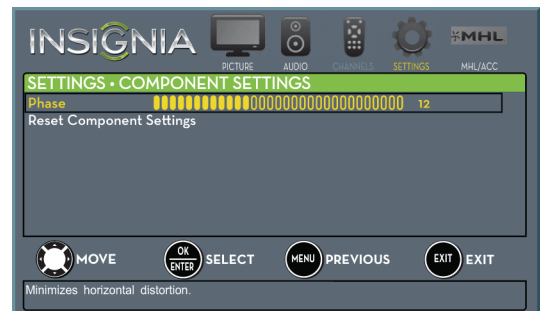 INSIGNIA
PICTURE AUDIO CHANNELS SETTINGS MHL/ACC
MHL
SETTINGS • COMPONENT SETTINGS
Phase 12
Reset Component Settings
MOVE OK ENTER SELECT MENU PREVIOUS EXIT EXIT
Minimizes horizontal distortion.